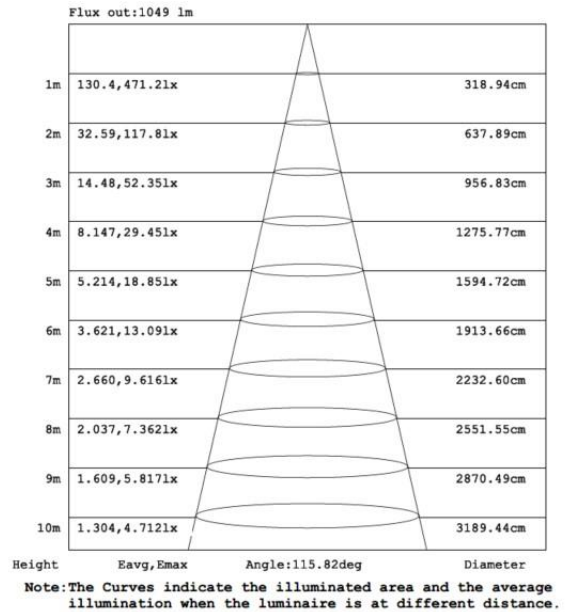 Flux out:1049 lm
1m 130.4,471.2lx 318.94cm
2m 32.59,117.8lx 637.89cm
3m 14.48,52.35lx 956.83cm
4m 8.147,29.45lx 1275.77cm
5m 5.214,18.85lx 1594.72cm
6m 3.621,13.09lx 1913.66cm
7m 2.660,9.616lx 2232.60cm
8m 2.037,7.362lx 2551.55cm
9m 1.609,5.817lx 2870.49cm
10m 1.304,4.712lx 3189.44cm
Height Eavg,Emax Angle:115.82deg Diameter
Note:The Curves indicate the illuminated area and the average
illumination when the luminaire is at different distance.